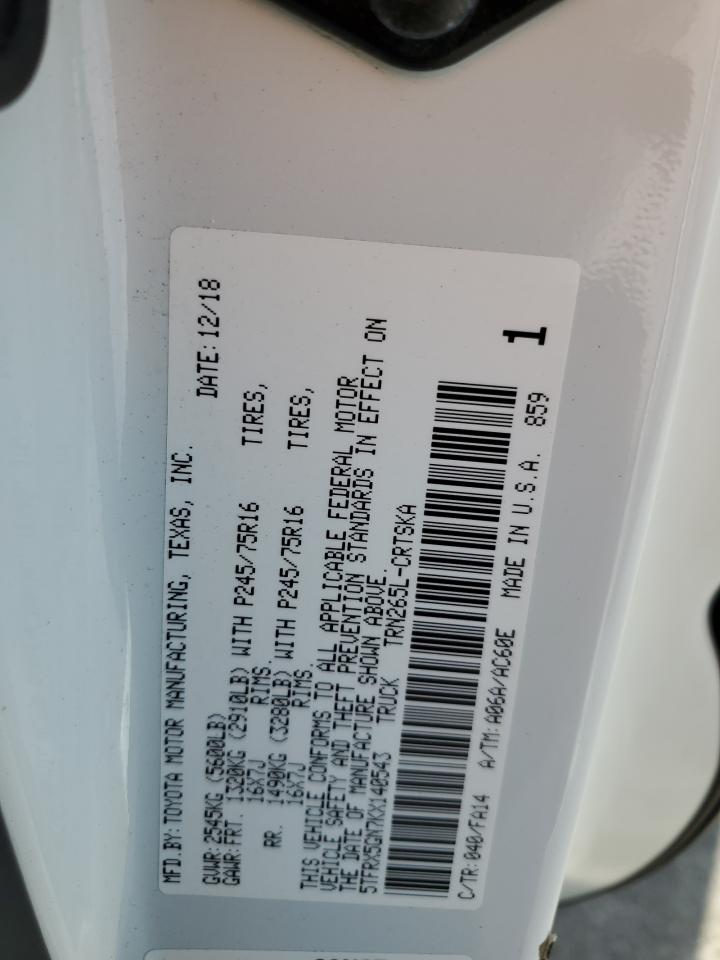 MFD. BY: TOYOTA MOTOR MANUFACTURING, TEXAS, INC.
DATE: 12/18
GVWR: 2545KG (5600LB)
GAWR: FRT. 1320KG (2910LB) WITH P245/75R16 TIRES,
16X7J RIMS.
RR. 1490KG (3280LB) WITH P245/75R16 TIRES,
16X7J RIMS.
THIS VEHICLE CONFORMS TO ALL APPLICABLE FEDERAL MOTOR
VEHICLE SAFETY AND THEFT PREVENTION STANDARDS IN EFFECT ON
THE DATE OF MANUFACTURE SHOWN ABOVE.
5TFRX5GN7KX140543 TRUCK TRN265L-CRTSKA
C/TR: 040/FA14 A/TM: A06A/AC60E MADE IN U.S.A. 859
1